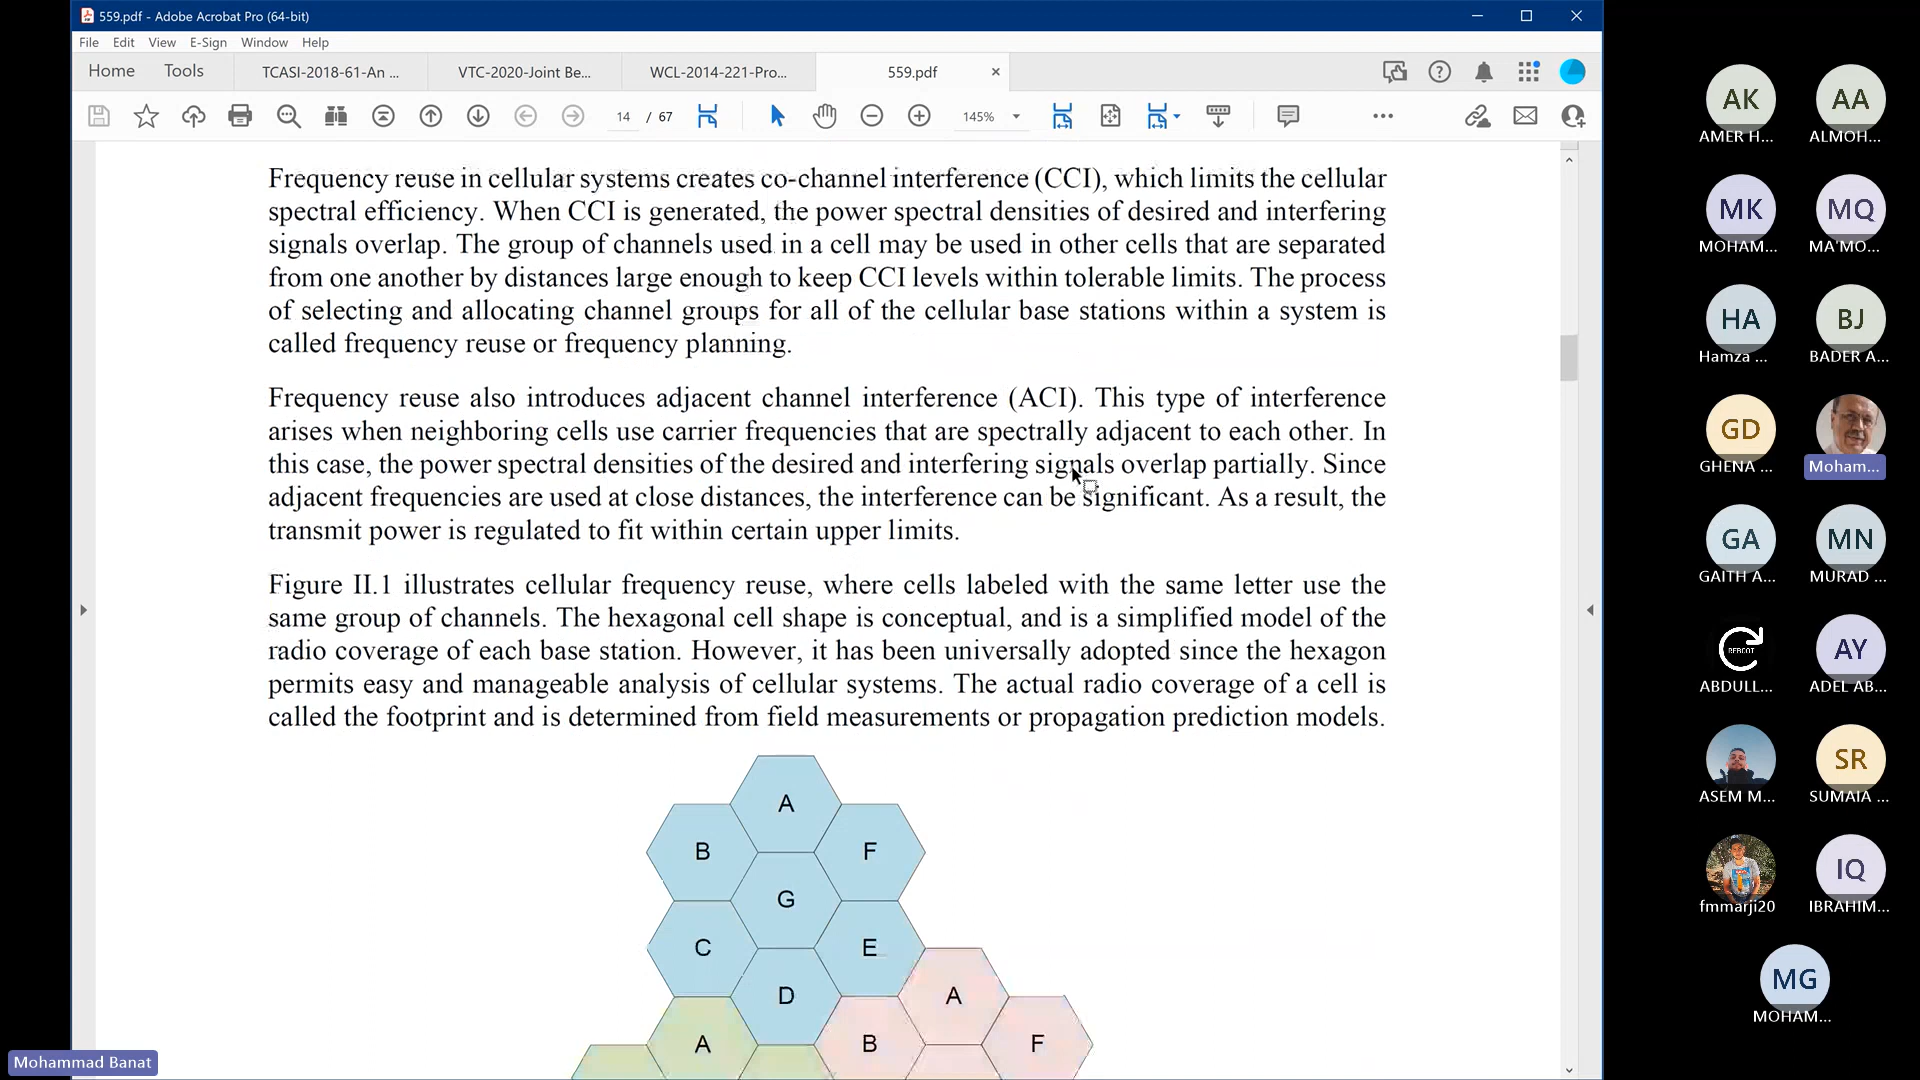 559.pdf - Adobe Acrobat Pro (64-bit)
File Edit View E-Sign Window Help
Home Tools TCASI-2018-61-An ... VTC-2020-Joint Be... WCL-2014-221-Pro... 559.pdf
14 / 67 145%
Frequency reuse in cellular systems creates co-channel interference (CCI), which limits the cellular
spectral efficiency. When CCI is generated, the power spectral densities of desired and interfering
signals overlap. The group of channels used in a cell may be used in other cells that are separated
from one another by distances large enough to keep CCI levels within tolerable limits. The process
of selecting and allocating channel groups for all of the cellular base stations within a system is
called frequency reuse or frequency planning.
Frequency reuse also introduces adjacent channel interference (ACI). This type of interference
arises when neighboring cells use carrier frequencies that are spectrally adjacent to each other. In
this case, the power spectral densities of the desired and interfering signals overlap partially. Since
adjacent frequencies are used at close distances, the interference can be significant. As a result, the
transmit power is regulated to fit within certain upper limits.
Figure II.1 illustrates cellular frequency reuse, where cells labeled with the same letter use the
same group of channels. The hexagonal cell shape is conceptual, and is a simplified model of the
radio coverage of each base station. However, it has been universally adopted since the hexagon
permits easy and manageable analysis of cellular systems. The actual radio coverage of a cell is
called the footprint and is determined from field measurements or propagation prediction models.
A
B F
G
C E
D A
A B F
Mohammad Banat
AK AA
AMER H... ALMOH...
MK MQ
MOHAM... MA'MO...
HA BJ
Hamza ... BADER A...
GD
GHENA ... Moham...
GA MN
GAITH A... MURAD ...
REBOOT AY
ABDULL... ADEL AB...
SR
ASEM M... SUMAIA ...
IQ
fmmarji20 IBRAHIM...
MG
MOHAM...